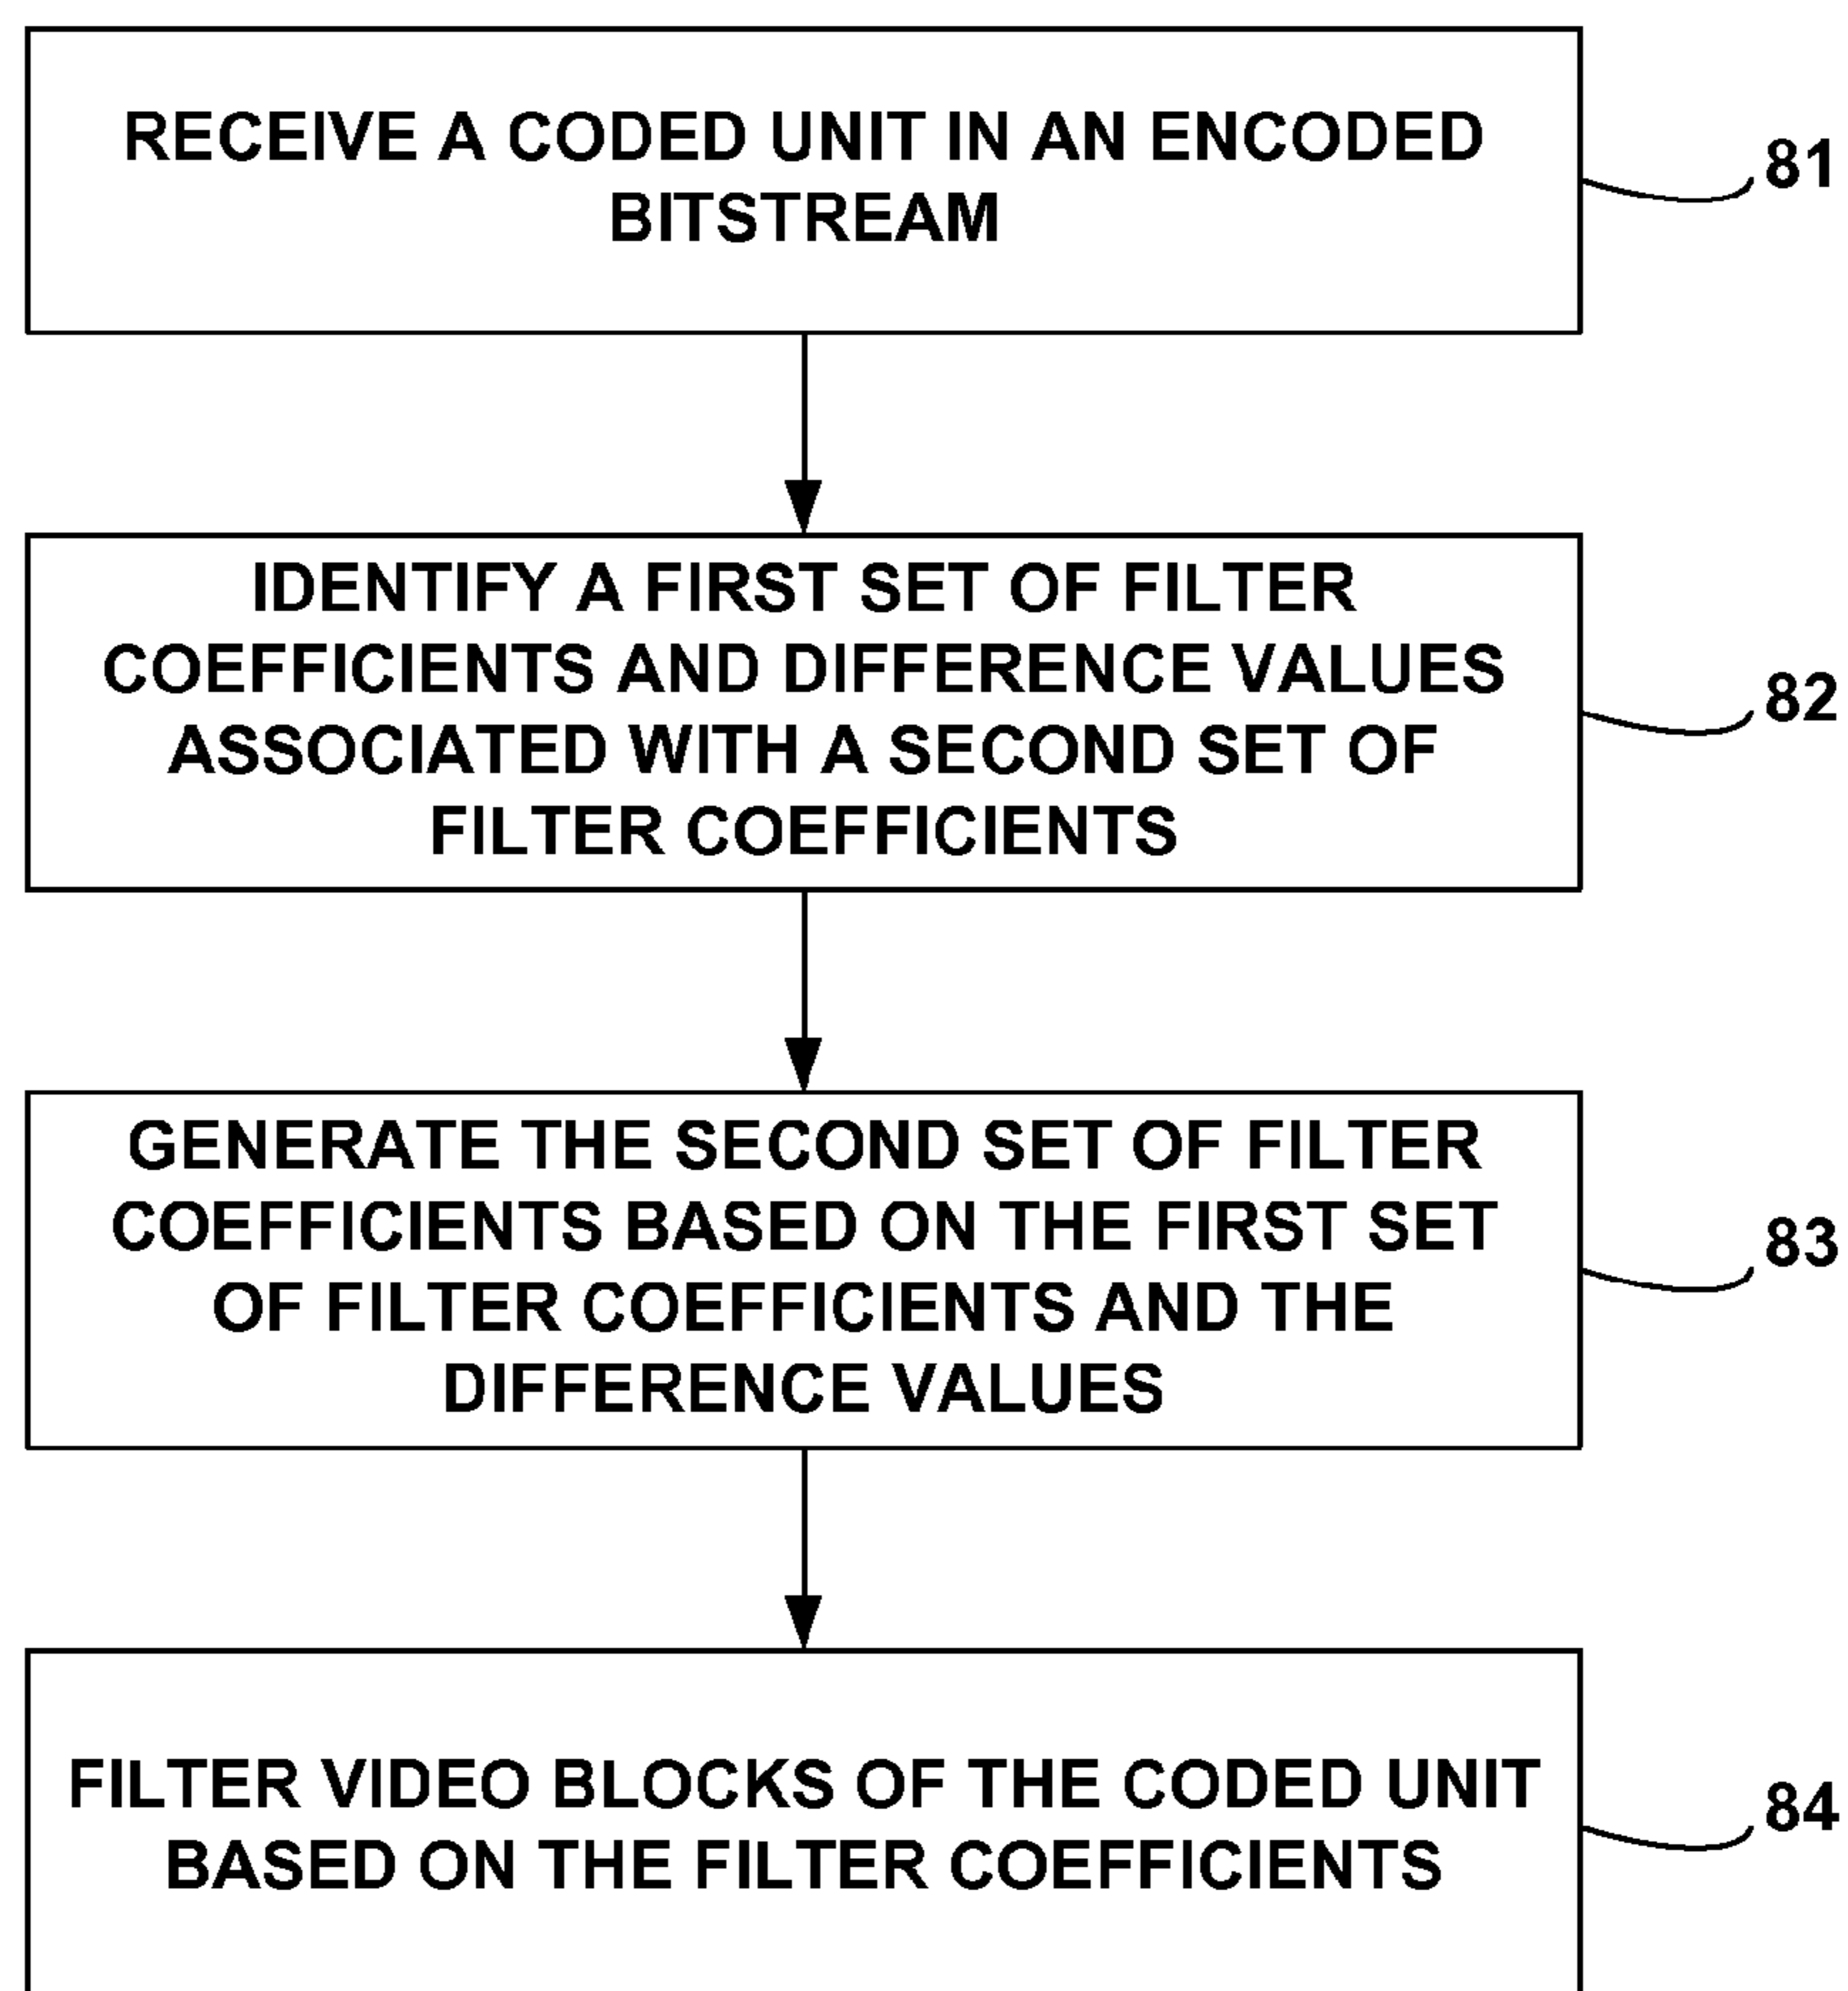 RECEIVE A CODED UNIT IN AN ENCODED
BITSTREAM
81
IDENTIFY A FIRST SET OF FILTER
COEFFICIENTS AND DIFFERENCE VALUES
ASSOCIATED WITH A SECOND SET OF
FILTER COEFFICIENTS
82
GENERATE THE SECOND SET OF FILTER
COEFFICIENTS BASED ON THE FIRST SET
OF FILTER COEFFICIENTS AND THE
DIFFERENCE VALUES
83
FILTER VIDEO BLOCKS OF THE CODED UNIT
BASED ON THE FILTER COEFFICIENTS
84